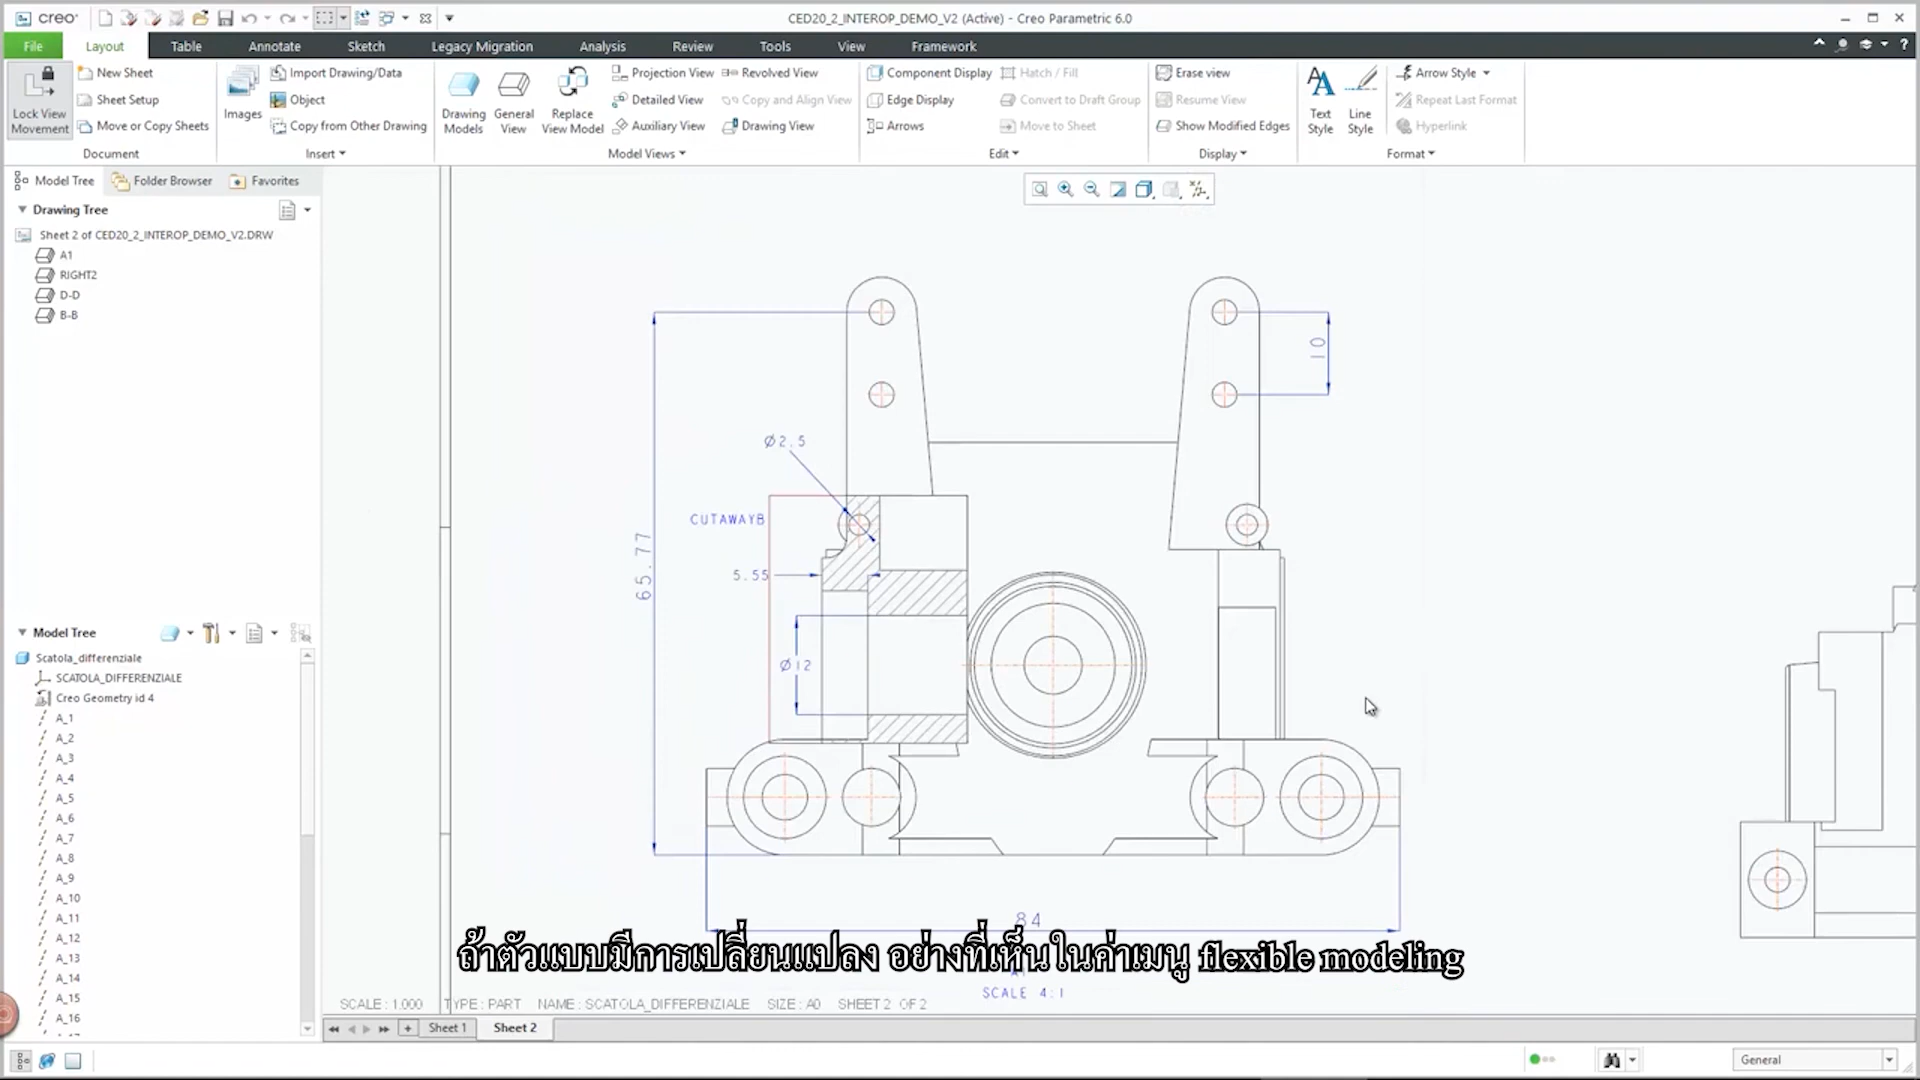 creo
CED20_2_INTEROP_DEMO_V2 (Active) - Creo Parametric 6.0
File Layout Table Annotate Sketch Legacy Migration Analysis Review Tools View Framework
Lock View Movement
New Sheet
Sheet Setup
Move or Copy Sheets
Document
Images
Import Drawing/Data
Object
Copy from Other Drawing
Insert
Drawing Models
General View
Replace View Model
Projection View
Detailed View
Auxiliary View
Revolved View
Copy and Align View
Drawing View
Model Views
Component Display
Edge Display
Arrows
Hatch / Fill
Convert to Draft Group
Move to Sheet
Edit
Erase view
Resume View
Show Modified Edges
Display
Text Style
Line Style
Arrow Style
Repeat Last Format
Hyperlink
Format
Model Tree Folder Browser Favorites
Drawing Tree
Sheet 2 of CED20_2_INTEROP_DEMO_V2.DRW
A1
RIGHT2
D-D
B-B
Model Tree
Scatola_differenziale
SCATOLA_DIFFERENZIALE
Creo Geometry id 4
A_1
A_2
A_3
A_4
A_5
A_6
A_7
A_8
A_9
A_10
A_11
A_12
A_13
A_14
A_15
A_16
10
Ø2.5
CUTAWAYB
65.77
5.55
Ø12
84
ถ้าตัวแบบมีการเปลี่ยนแปลง อย่างที่เห็นในค่าเมนู flexible modeling
SCALE 4:1
SCALE : 1.000 TYPE : PART NAME : SCATOLA_DIFFERENZIALE SIZE : A0 SHEET 2 OF 2
Sheet 1 Sheet 2
General